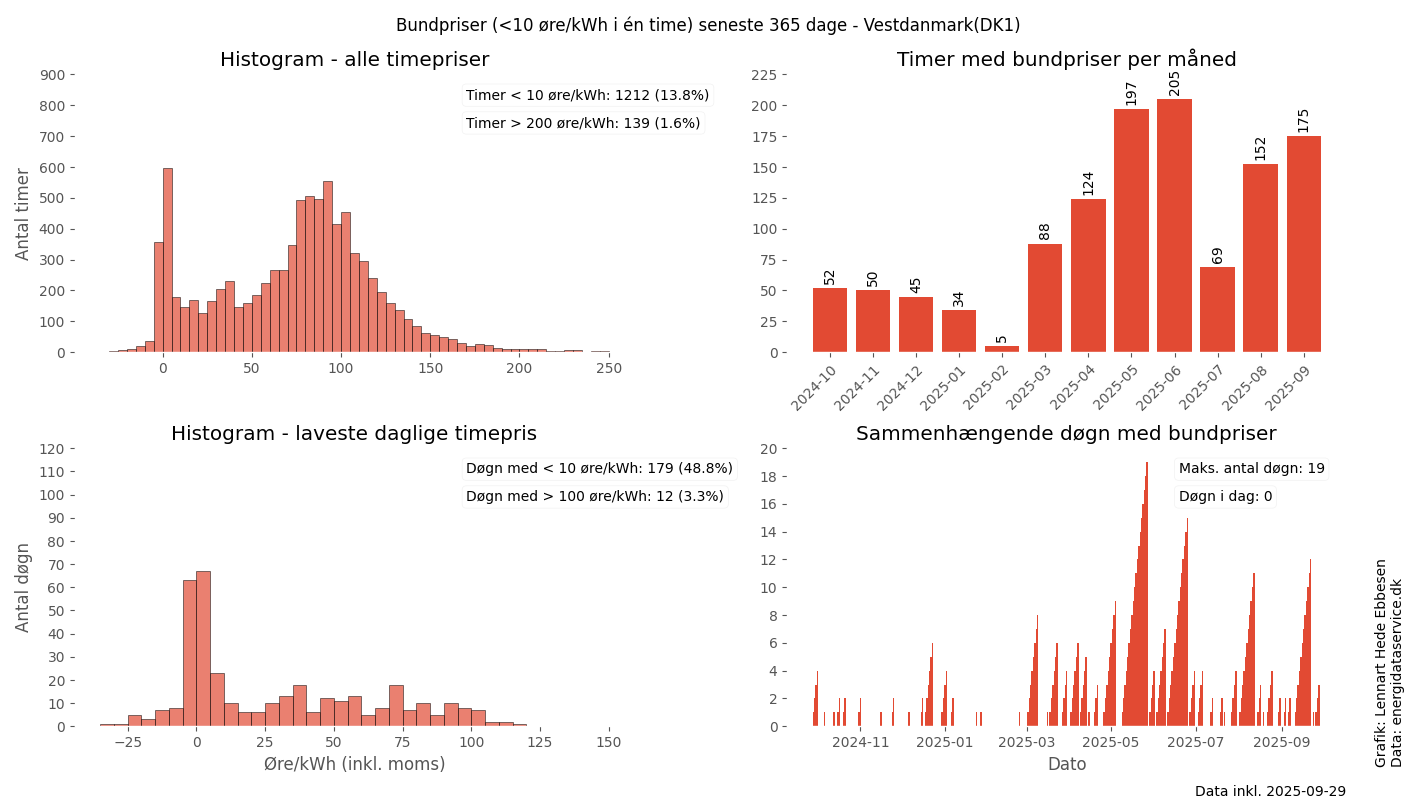 Bundpriser (<10 øre/kWh i én time) seneste 365 dage - Vestdanmark(DK1)
Histogram - alle timepriser
Antal timer
900
800
700
600
500
400
300
200
100
0
Timer < 10 øre/kWh: 1212 (13.8%)
Timer > 200 øre/kWh: 139 (1.6%)
0 50 100 150 200 250
Timer med bundpriser per måned
225
200
175
150
125
100
75
50
25
0
52 50 45 34 5 88 124 197 205 69 152 175
2024-10 2024-11 2024-12 2025-01 2025-02 2025-03 2025-04 2025-05 2025-06 2025-07 2025-08 2025-09
Histogram - laveste daglige timepris
Antal døgn
120
110
100
90
80
70
60
50
40
30
20
10
0
Døgn med < 10 øre/kWh: 179 (48.8%)
Døgn med > 100 øre/kWh: 12 (3.3%)
−25 0 25 50 75 100 125 150
Øre/kWh (inkl. moms)
Sammenhængende døgn med bundpriser
20
18
16
14
12
10
8
6
4
2
0
Maks. antal døgn: 19
Døgn i dag: 0
2024-11 2025-01 2025-03 2025-05 2025-07 2025-09
Dato
Grafik: Lennart Hede Ebbesen
Data: energidataservice.dk
Data inkl. 2025-09-29